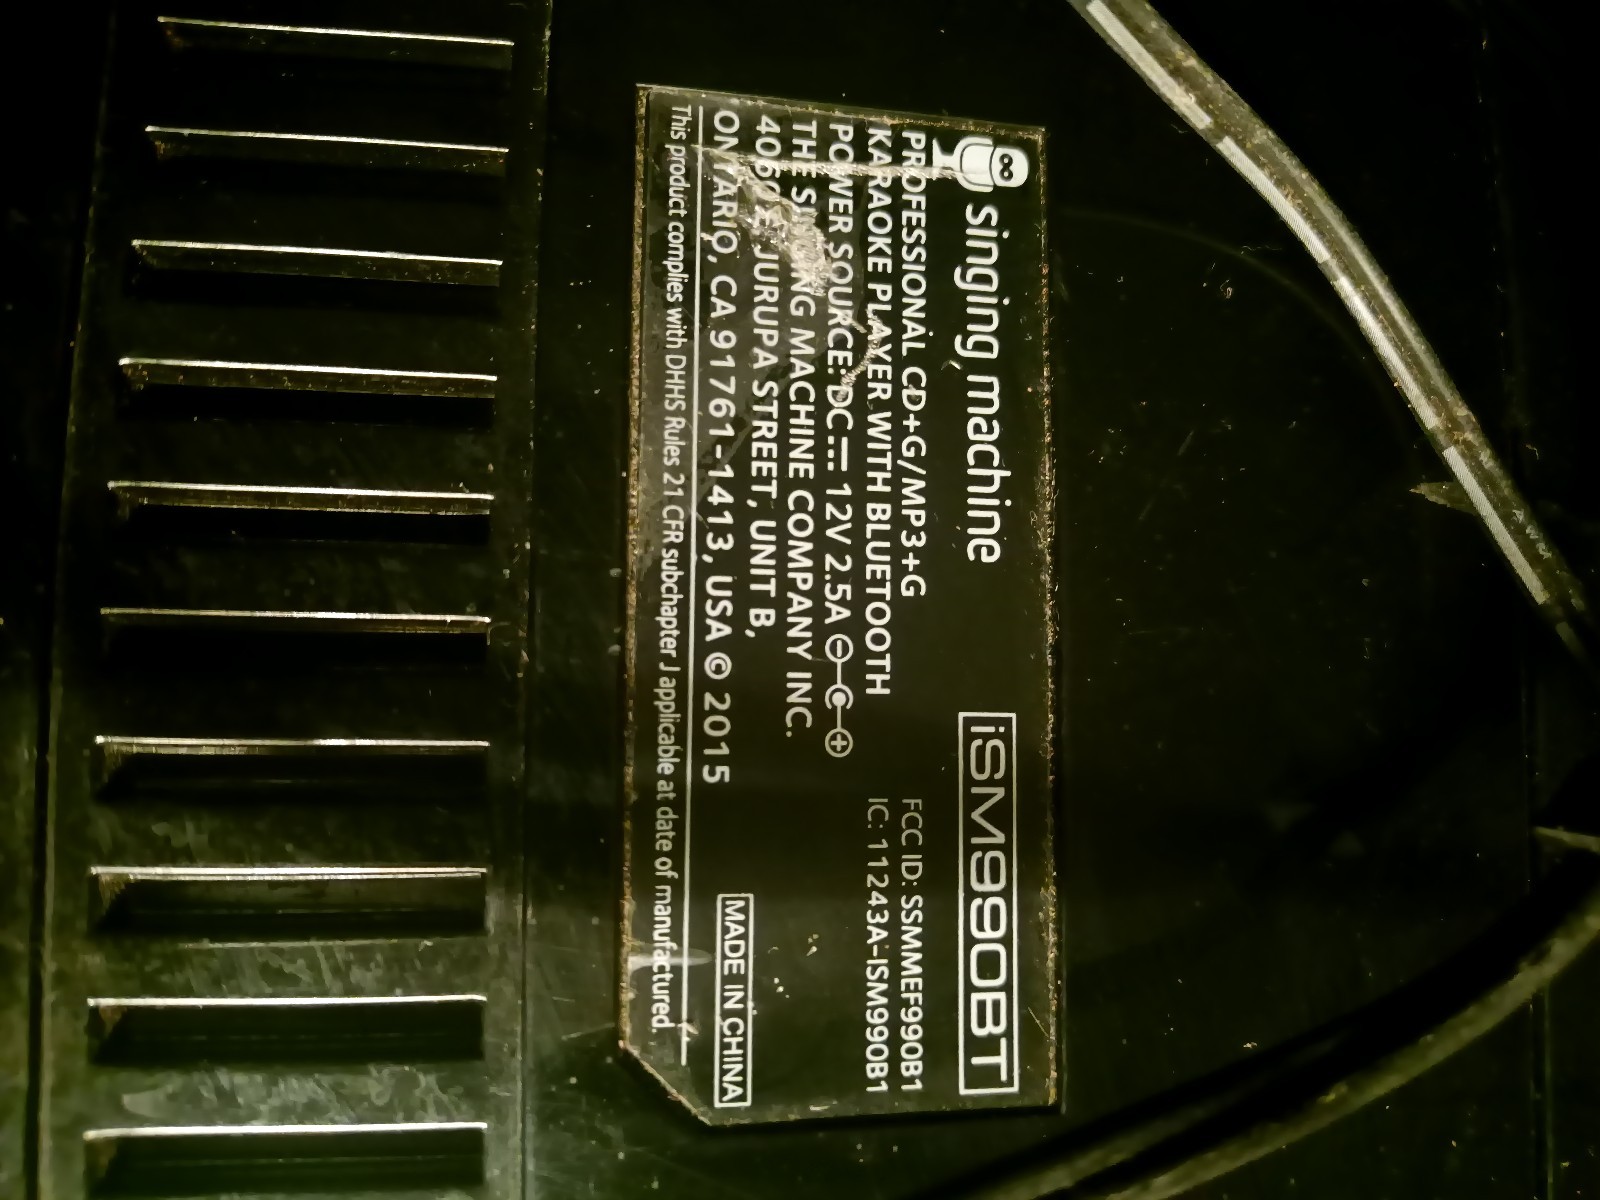 singing machine
iSM990BT
PROFESSIONAL CD+G/MP3+G
KARAOKE PLAYER WITH BLUETOOTH
POWER SOURCE: DC 12V 2.5A
THE SINGING MACHINE COMPANY INC.
JURUPA STREET, UNIT B,
ONTARIO, CA 91761-1413, USA © 2015
FCC ID: SSMMEF990B1
IC: 11243A-ISM990B1
MADE IN CHINA
This product complies with DHHS Rules 21 CFR subchapter J applicable at date of manufactured.